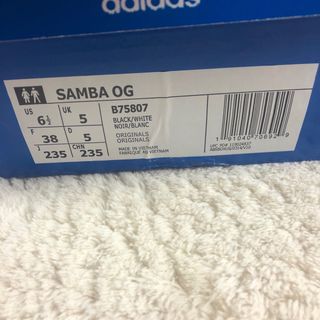 adidas
SAMBA OG
US 6½ UK 5 B75807
BLACK/WHITE
NOIR/BLANC
F 38 D 5 ORIGINALS
ORIGINALS
J 235 CHN 235 MADE IN VIETNAM
FABRIQUE AU VIETNAM